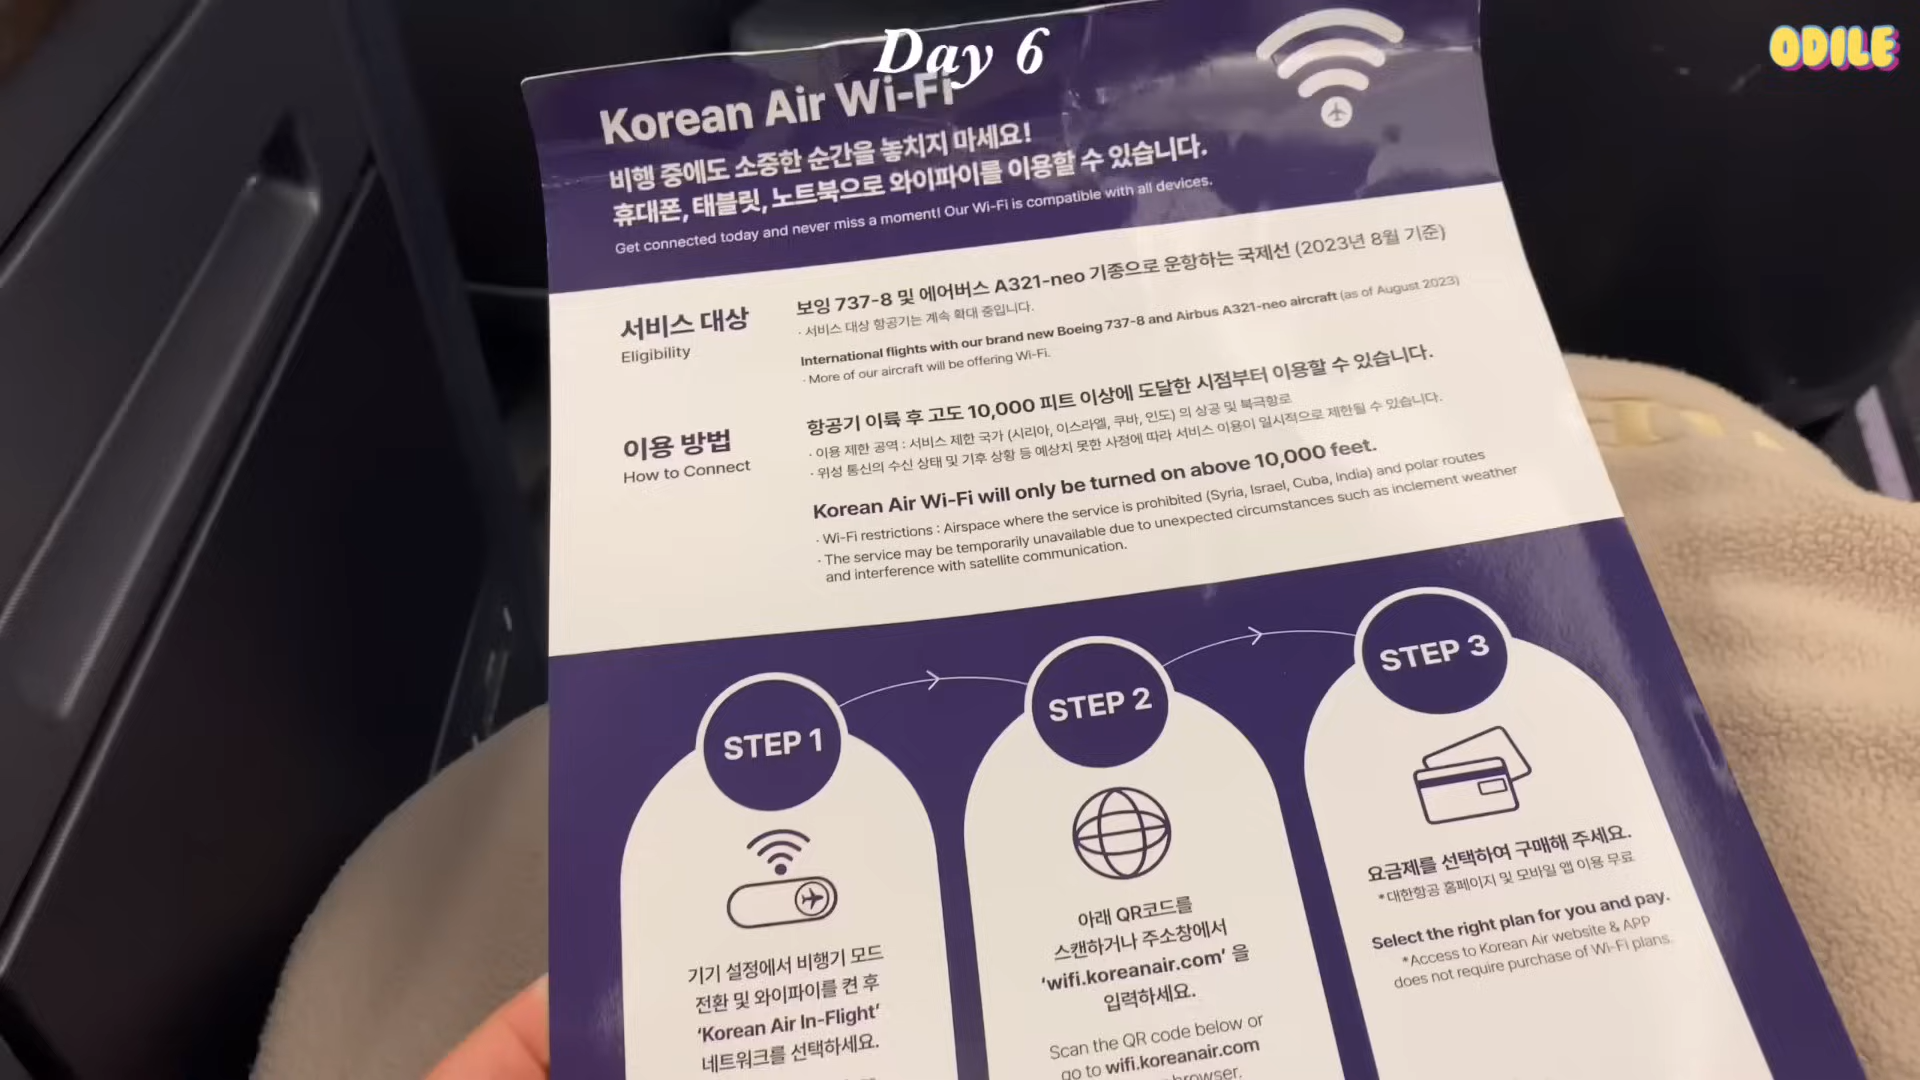 Day 6
ODILE
Korean Air Wi-Fi
비행 중에도 소중한 순간을 놓치지 마세요!
휴대폰, 태블릿, 노트북으로 와이파이를 이용할 수 있습니다.
Get connected today and never miss a moment! Our Wi-Fi is compatible with all devices.
서비스 대상
Eligibility
보잉 737-8 및 에어버스 A321-neo 기종으로 운항하는 국제선 (2023년 8월 기준)
· 서비스 대상 항공기는 계속 확대 중입니다.
International flights with our brand new Boeing 737-8 and Airbus A321-neo aircraft (as of August 2023)
· More of our aircraft will be offering Wi-Fi.
이용 방법
How to Connect
항공기 이륙 후 고도 10,000 피트 이상에 도달한 시점부터 이용할 수 있습니다.
· 이용 제한 공역 : 서비스 제한 국가 (시리아, 이스라엘, 쿠바, 인도) 의 상공 및 북극항로
· 위성 통신의 수신 상태 및 기후 상황 등 예상치 못한 사정에 따라 서비스 이용이 일시적으로 제한될 수 있습니다.
Korean Air Wi-Fi will only be turned on above 10,000 feet.
· Wi-Fi restrictions : Airspace where the service is prohibited (Syria, Israel, Cuba, India) and polar routes
· The service may be temporarily unavailable due to unexpected circumstances such as inclement weather
and interference with satellite communication.
STEP 1
기기 설정에서 비행기 모드
전환 및 와이파이를 켠 후
'Korean Air In-Flight'
네트워크를 선택하세요.
STEP 2
아래 QR코드를
스캔하거나 주소창에서
'wifi.koreanair.com' 을
입력하세요.
Scan the QR code below or
go to wifi.koreanair.com
browser.
STEP 3
요금제를 선택하여 구매해 주세요.
*대한항공 홈페이지 및 모바일 앱 이용 무료
Select the right plan for you and pay.
*Access to Korean Air website & APP
does not require purchase of Wi-Fi plans.